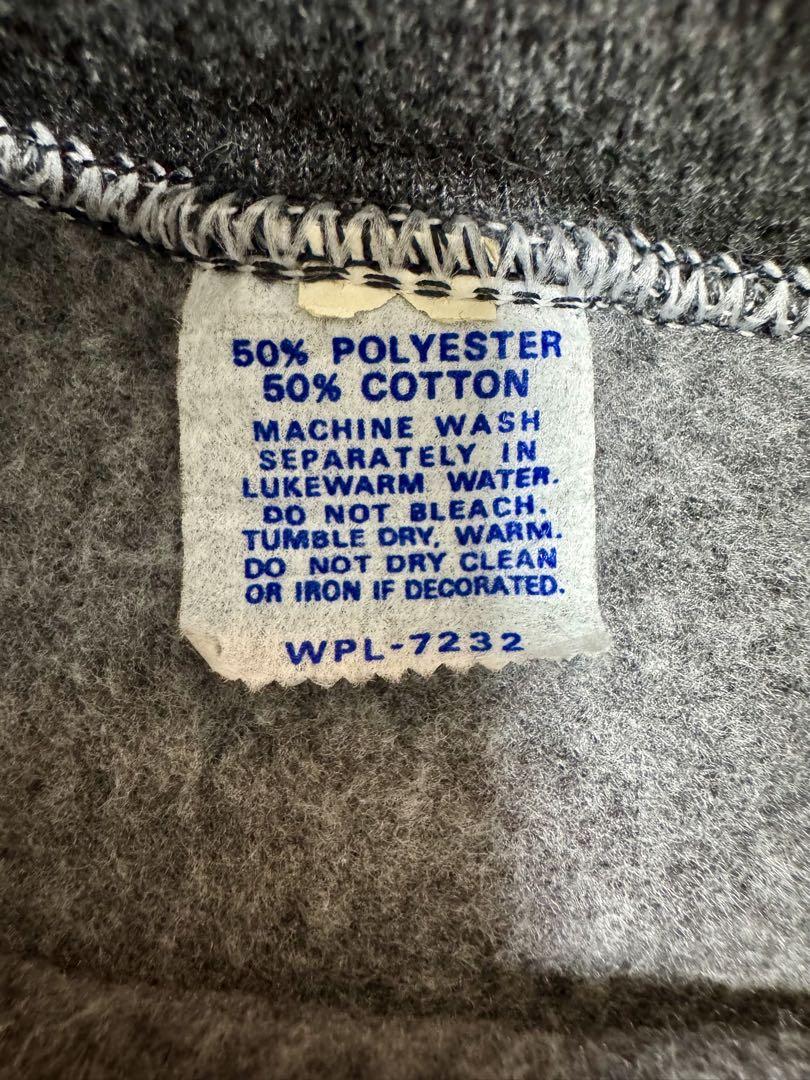 50% POLYESTER
50% COTTON
MACHINE WASH
SEPARATELY IN
LUKEWARM WATER.
DO NOT BLEACH.
TUMBLE DRY, WARM.
DO NOT DRY CLEAN
OR IRON IF DECORATED.
WPL-7232